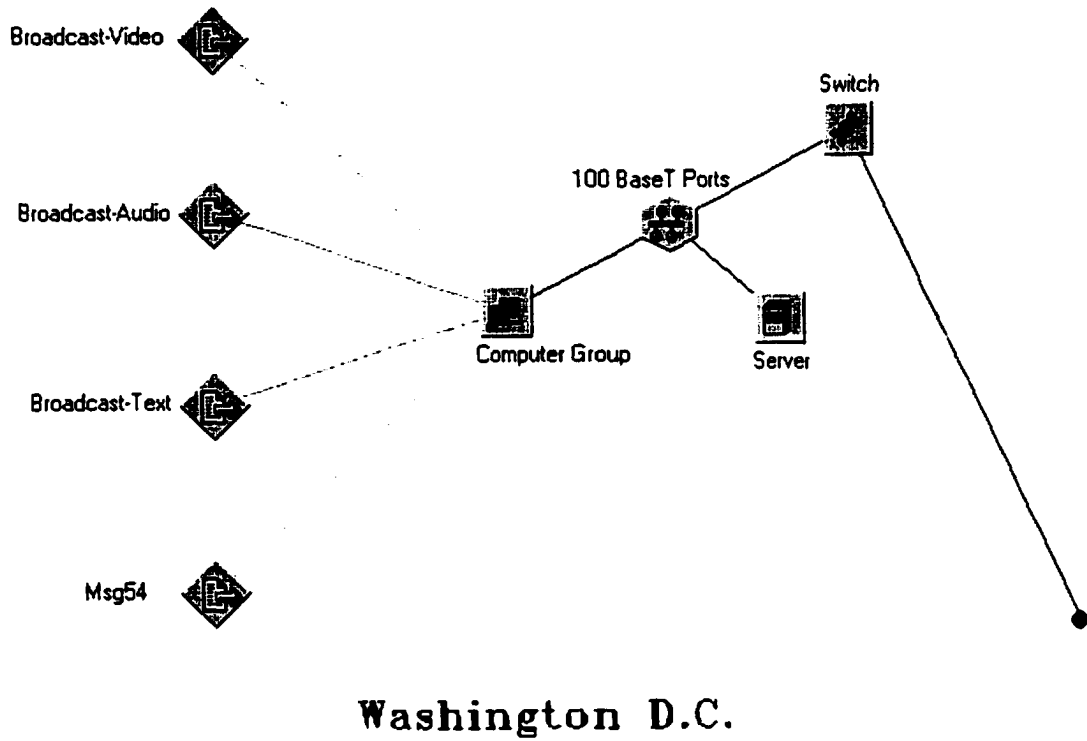 Broadcast-Video
Switch
100 BaseT Ports
Broadcast-Audio
Computer Group
Server
Broadcast-Text
Msg54
Washington D.C.